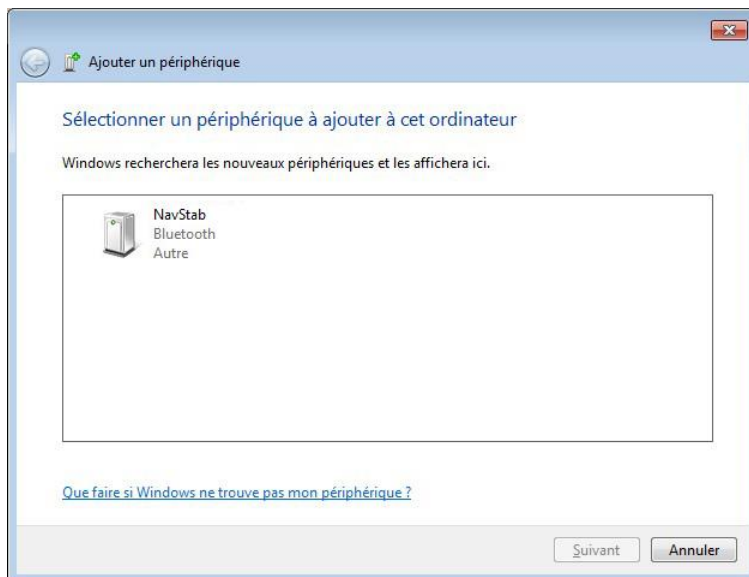 Ajouter un périphérique
Sélectionner un périphérique à ajouter à cet ordinateur
Windows recherchera les nouveaux périphériques et les affichera ici.
NavStab
Bluetooth
Autre
Que faire si Windows ne trouve pas mon périphérique ?
Suivant
Annuler